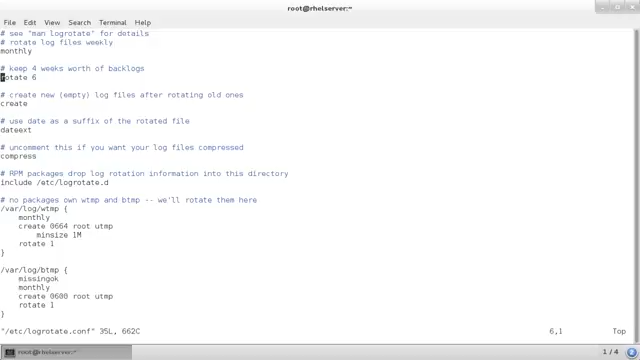 root@rhelserver:~
File Edit View Search Terminal Help
# see "man logrotate" for details
# rotate log files weekly
monthly
# keep 4 weeks worth of backlogs
rotate 6
# create new (empty) log files after rotating old ones
create
# use date as a suffix of the rotated file
dateext
# uncomment this if you want your log files compressed
compress
# RPM packages drop log rotation information into this directory
include /etc/logrotate.d
# no packages own wtmp and btmp -- we'll rotate them here
/var/log/wtmp {
    monthly
    create 0664 root utmp
        minsize 1M
    rotate 1
}
/var/log/btmp {
    missingok
    monthly
    create 0600 root utmp
    rotate 1
}
"/etc/logrotate.conf" 35L, 662C 6,1 Top
root@rhelserver:~ 1 / 4